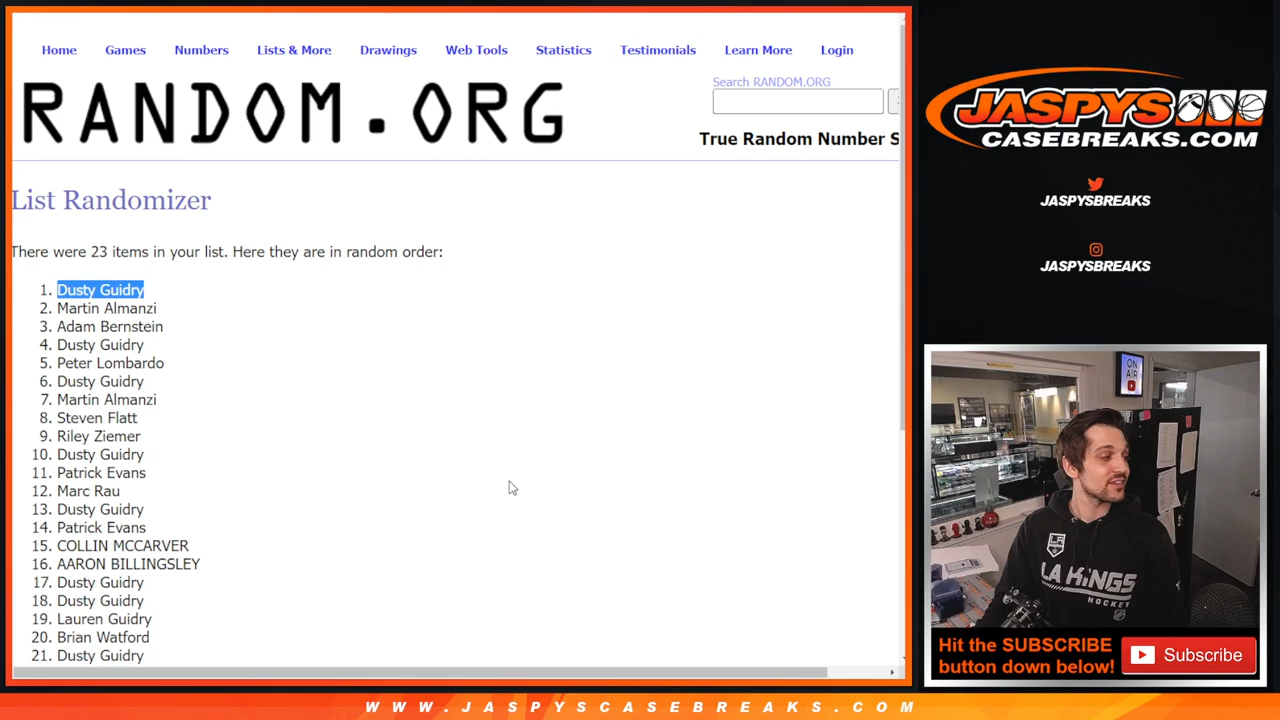 Home Games Numbers Lists & More Drawings Web Tools Statistics Testimonials Learn More Login
RANDOM.ORG
Search RANDOM.ORG
True Random Number S
List Randomizer
There were 23 items in your list. Here they are in random order:
1. Dusty Guidry
2. Martin Almanzi
3. Adam Bernstein
4. Dusty Guidry
5. Peter Lombardo
6. Dusty Guidry
7. Martin Almanzi
8. Steven Flatt
9. Riley Ziemer
10. Dusty Guidry
11. Patrick Evans
12. Marc Rau
13. Dusty Guidry
14. Patrick Evans
15. COLLIN MCCARVER
16. AARON BILLINGSLEY
17. Dusty Guidry
18. Dusty Guidry
19. Lauren Guidry
20. Brian Watford
21. Dusty Guidry
JASPYS
CASEBREAKS.COM
JASPYSBREAKS
JASPYSBREAKS
ON
AIR
LA
LA KINGS
HOCKEY
Hit the SUBSCRIBE
button down below!
Subscribe
WWW.JASPYSCASEBREAKS.COM